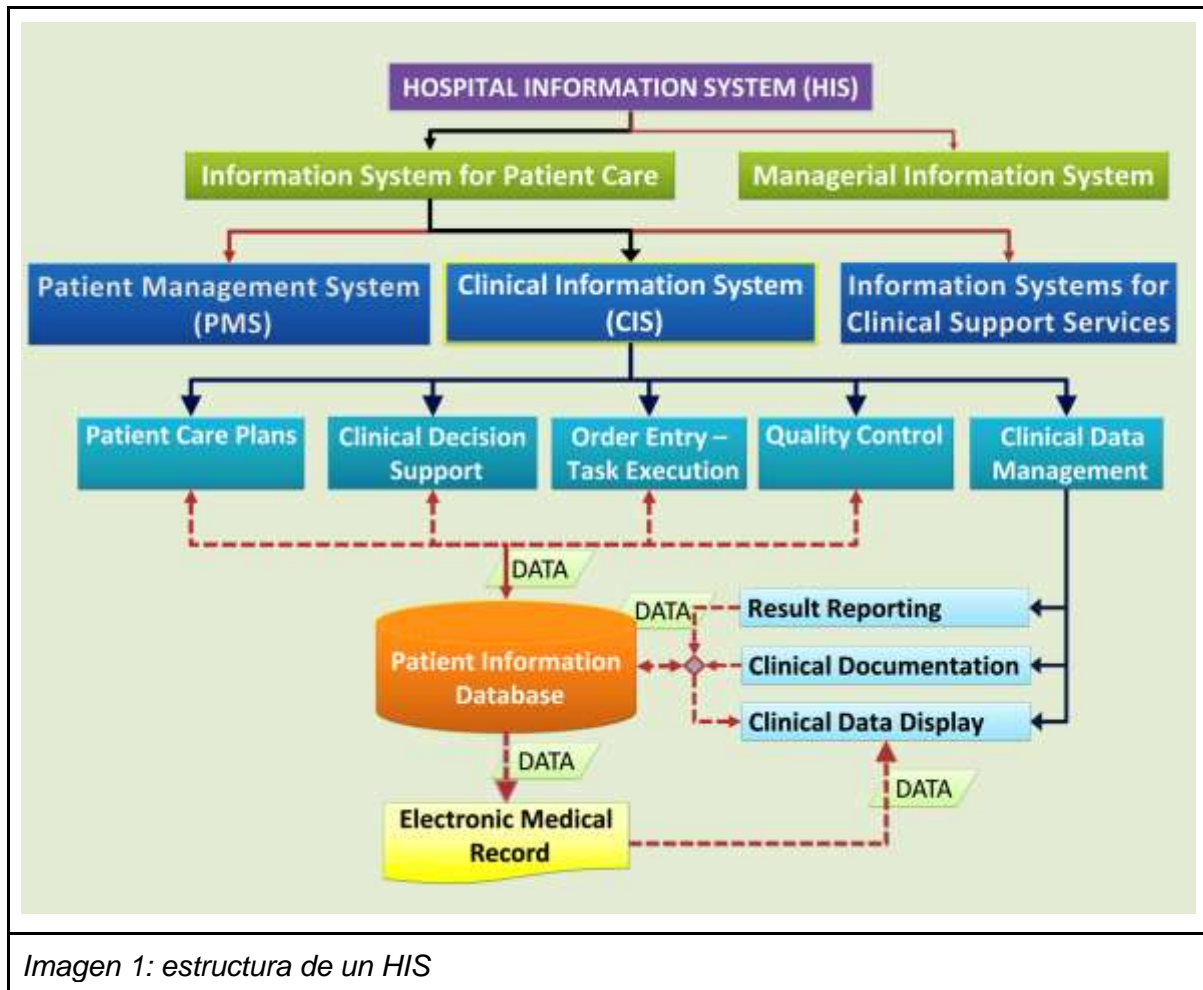 HOSPITAL INFORMATION SYSTEM (HIS)
Information System for Patient Care
Managerial Information System
Patient Management System
(PMS)
Clinical Information System
(CIS)
Information Systems for
Clinical Support Services
Patient Care Plans
Clinical Decision
Support
Order Entry –
Task Execution
Quality Control
Clinical Data
Management
DATA
DATA
Result Reporting
Patient Information
Database
Clinical Documentation
Clinical Data Display
DATA
DATA
Electronic Medical
Record
Imagen 1: estructura de un HIS